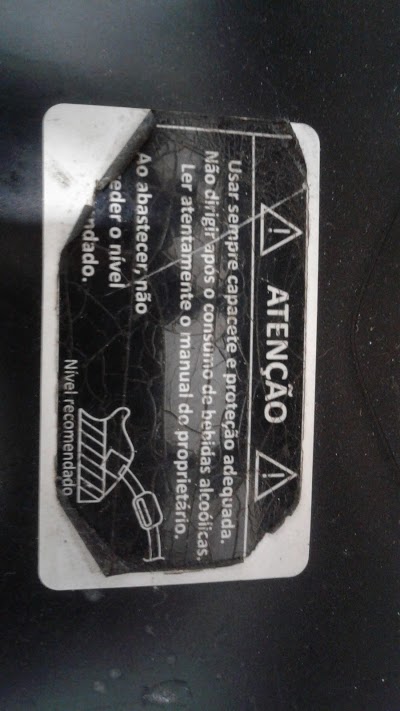 ATENÇÃO
Usar sempre capacete e proteção adequada.
Não dirigir após o consumo de bebidas alcoólicas.
Ler atentamente o manual do proprietário.
Ao abastecer, não
eder o nível
ndado.
Nível recomendado